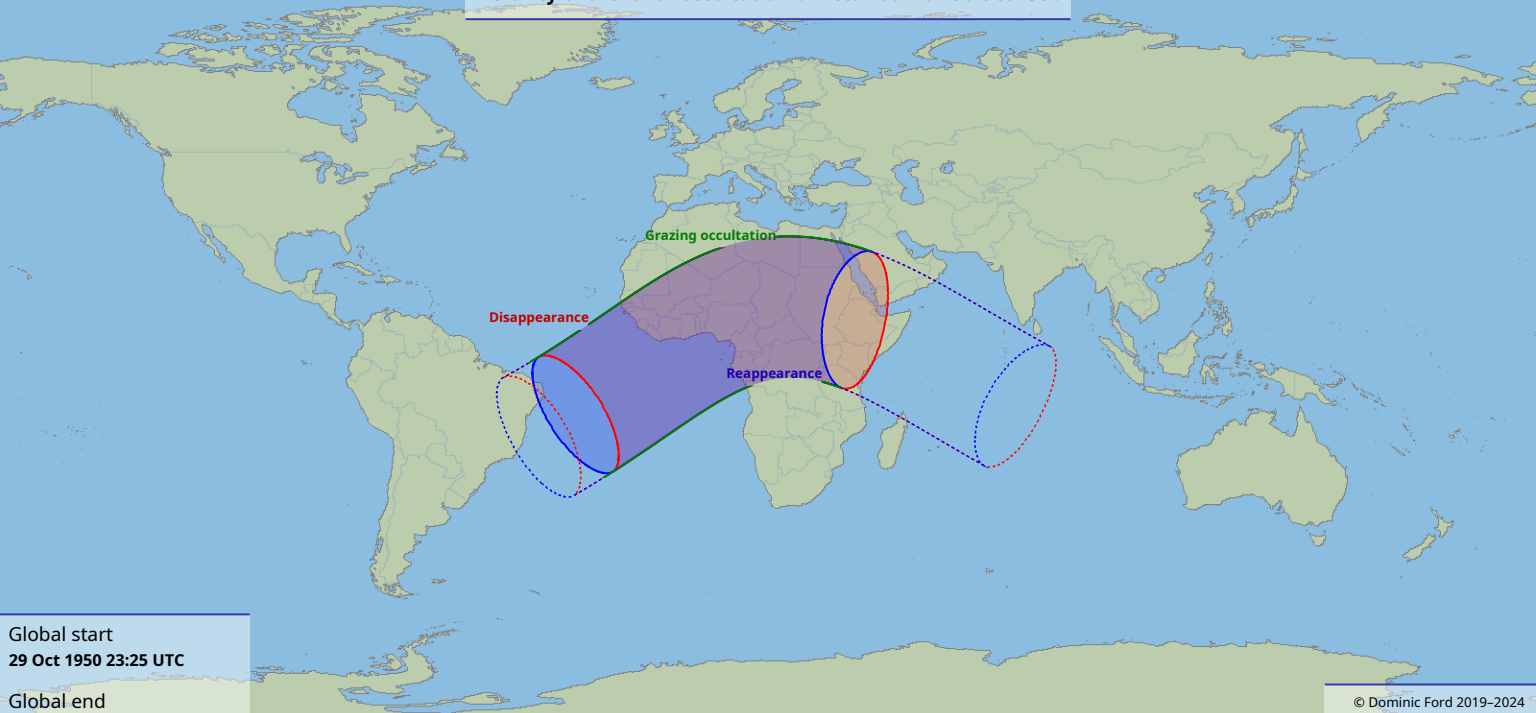 Grazing occultation
Disappearance
Reappearance
Global start
29 Oct 1950 23:25 UTC
Global end
© Dominic Ford 2019–2024